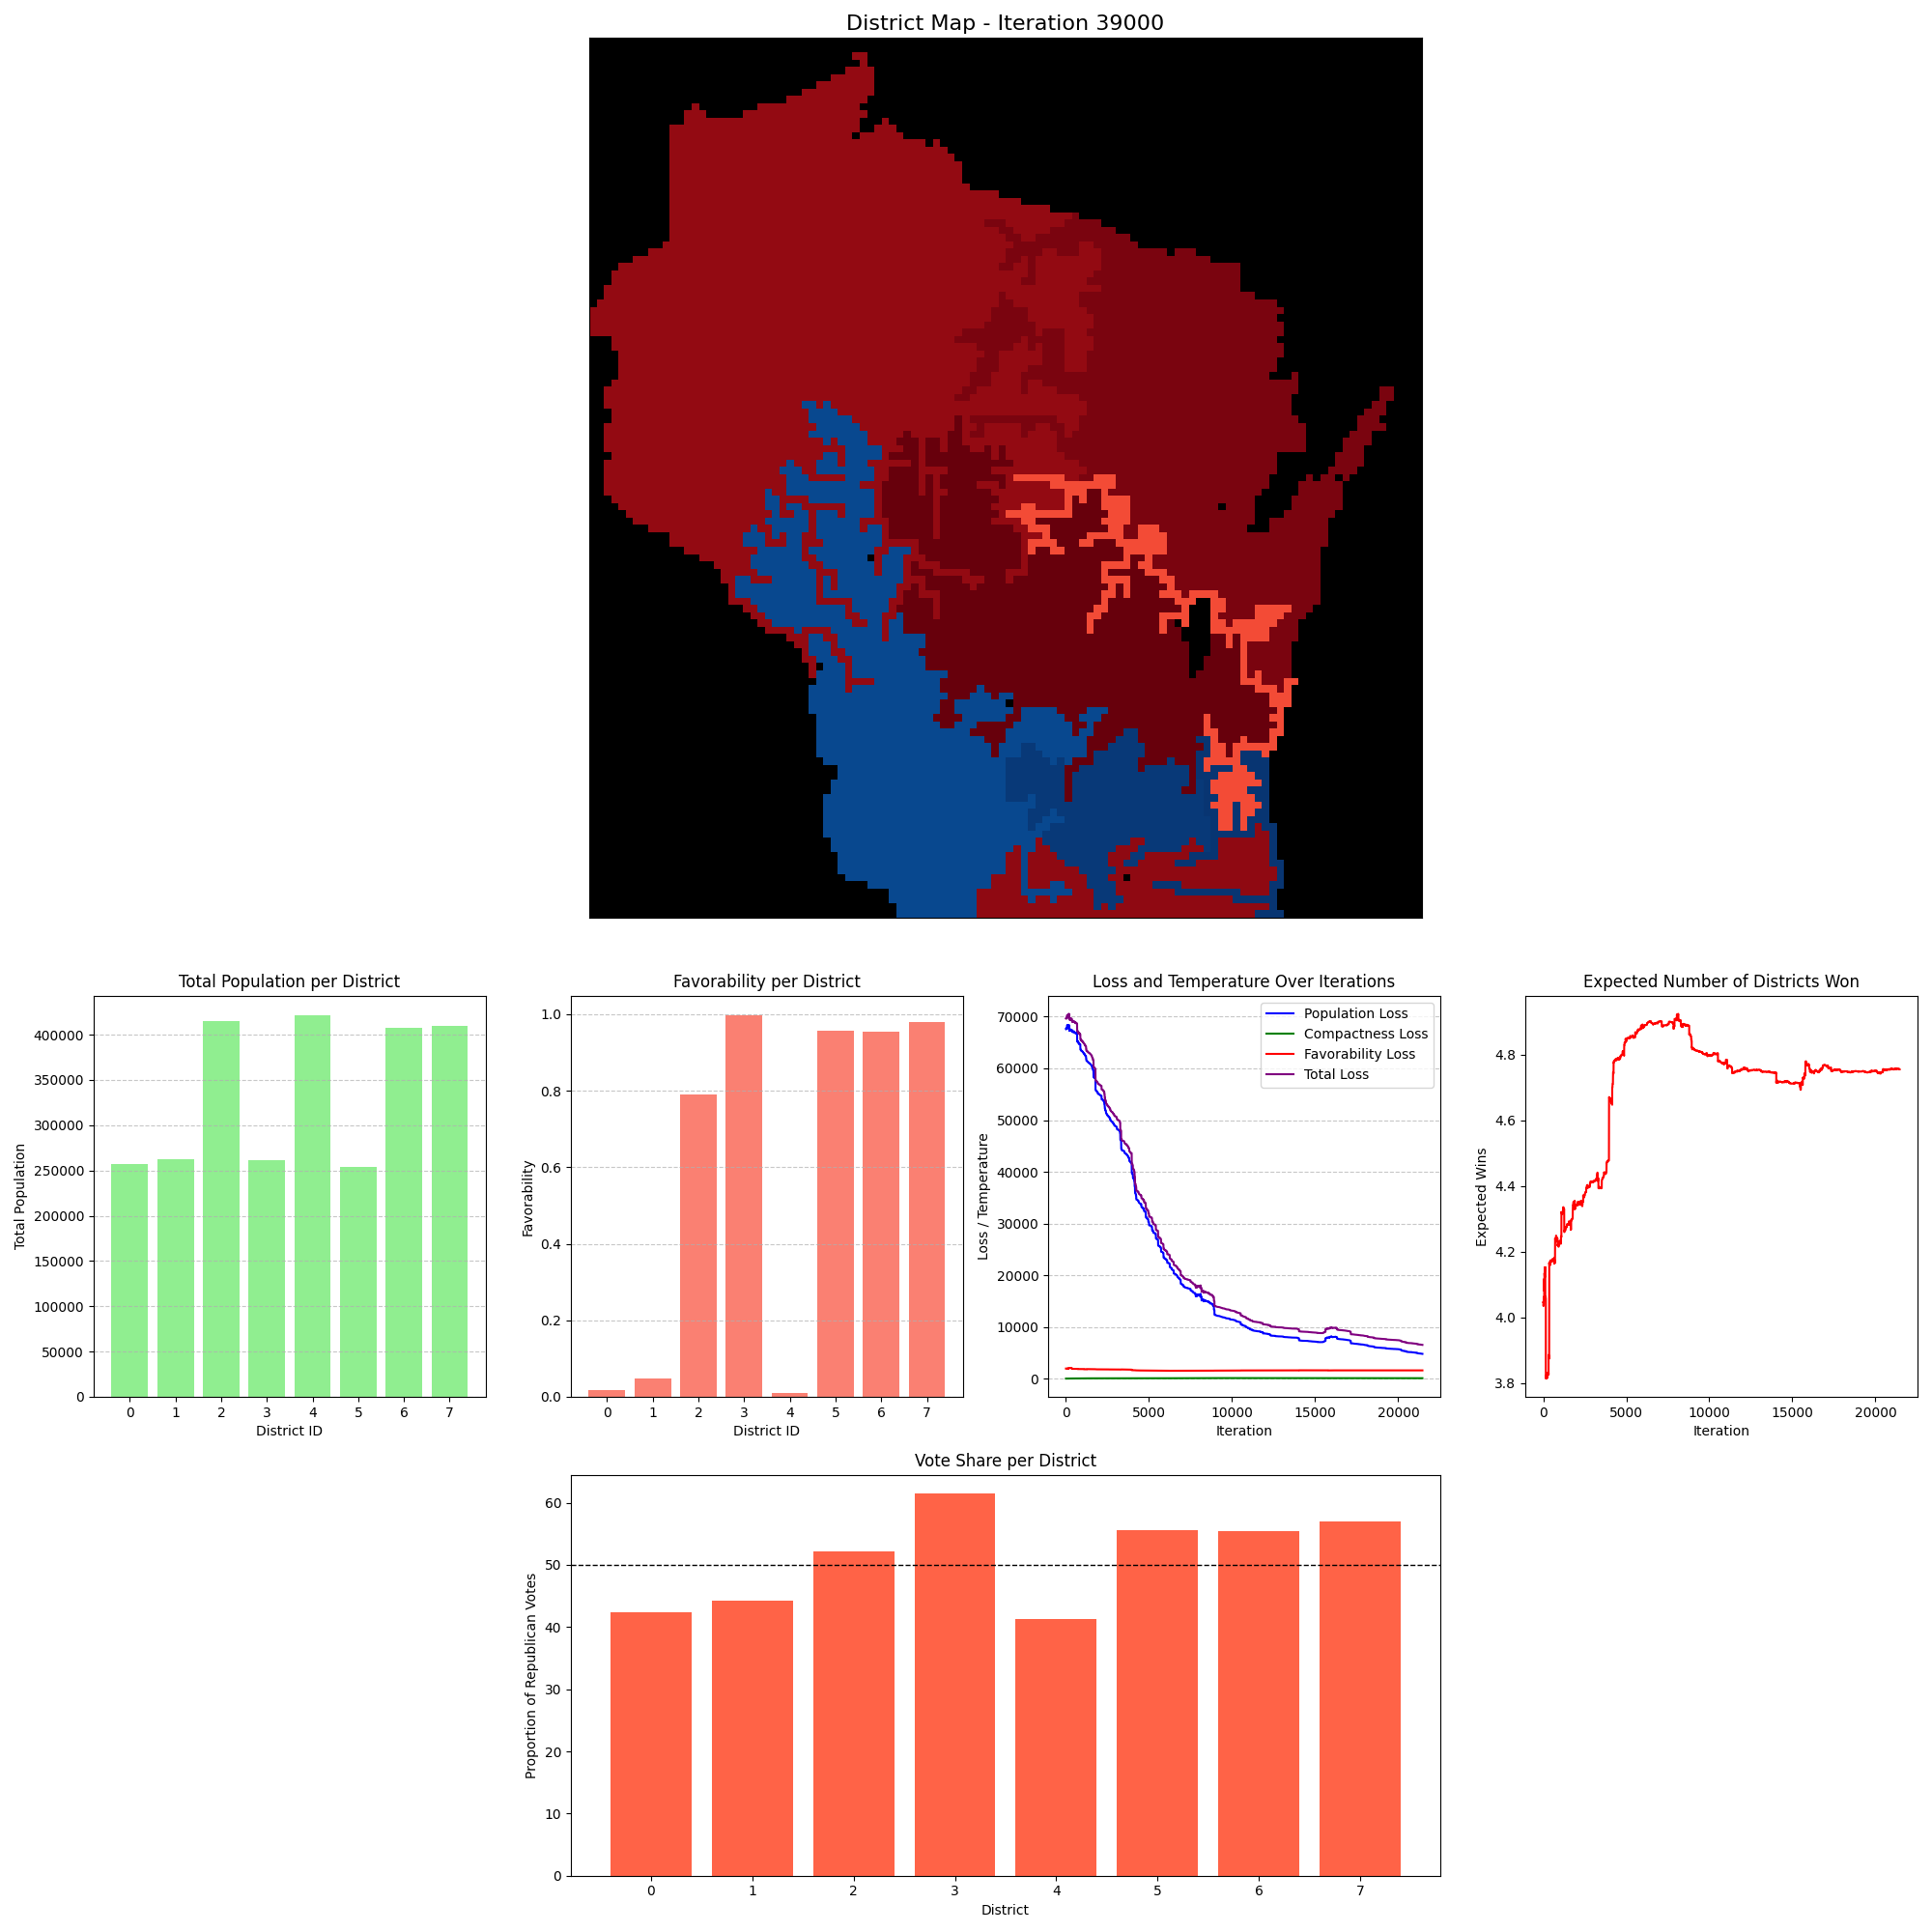 District Map - Iteration 39000
Total Population per District
Total Population
400000
350000
300000
250000
200000
150000
100000
50000
0
0 1 2 3 4 5 6 7
District ID
Favorability per District
Favorability
1.0
0.8
0.6
0.4
0.2
0.0
0 1 2 3 4 5 6 7
District ID
Loss and Temperature Over Iterations
Loss / Temperature
70000
60000
50000
40000
30000
20000
10000
0
Population Loss
Compactness Loss
Favorability Loss
Total Loss
0 5000 10000 15000 20000
Iteration
Expected Number of Districts Won
Expected Wins
4.8
4.6
4.4
4.2
4.0
3.8
0 5000 10000 15000 20000
Iteration
Vote Share per District
Proportion of Republican Votes
60
50
40
30
20
10
0
0 1 2 3 4 5 6 7
District